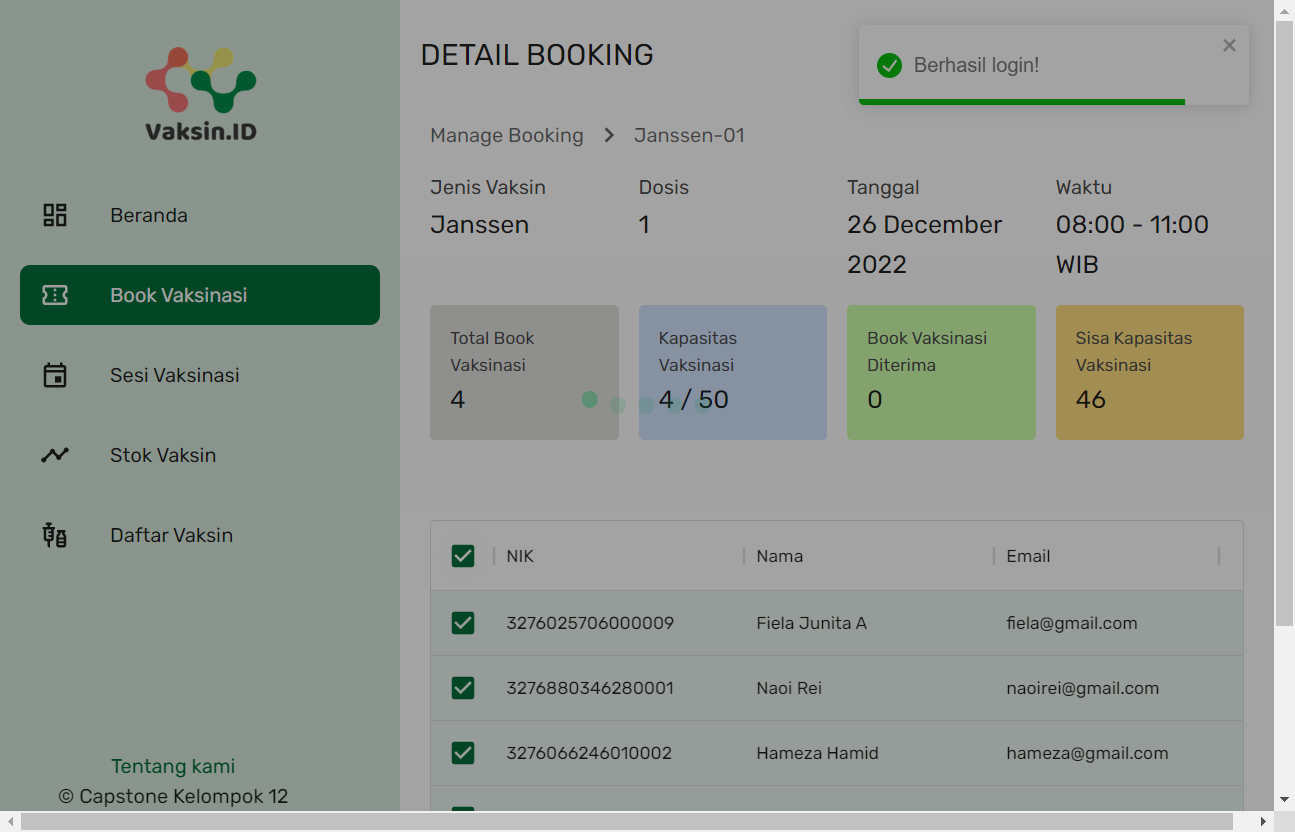 Vaksin.ID
Beranda
Book Vaksinasi
Sesi Vaksinasi
Stok Vaksin
Daftar Vaksin
Tentang kami
© Capstone Kelompok 12
DETAIL BOOKING
Berhasil login!
Manage Booking
Janssen-01
Jenis Vaksin
Janssen
Dosis
1
Tanggal
26 December
2022
Waktu
08:00 - 11:00
WIB
Total Book
Vaksinasi
4
Kapasitas
Vaksinasi
4 / 50
Book Vaksinasi
Diterima
0
Sisa Kapasitas
Vaksinasi
46
NIK Nama Email
3276025706000009 Fiela Junita A fiela@gmail.com
3276880346280001 Naoi Rei naoirei@gmail.com
3276066246010002 Hameza Hamid hameza@gmail.com